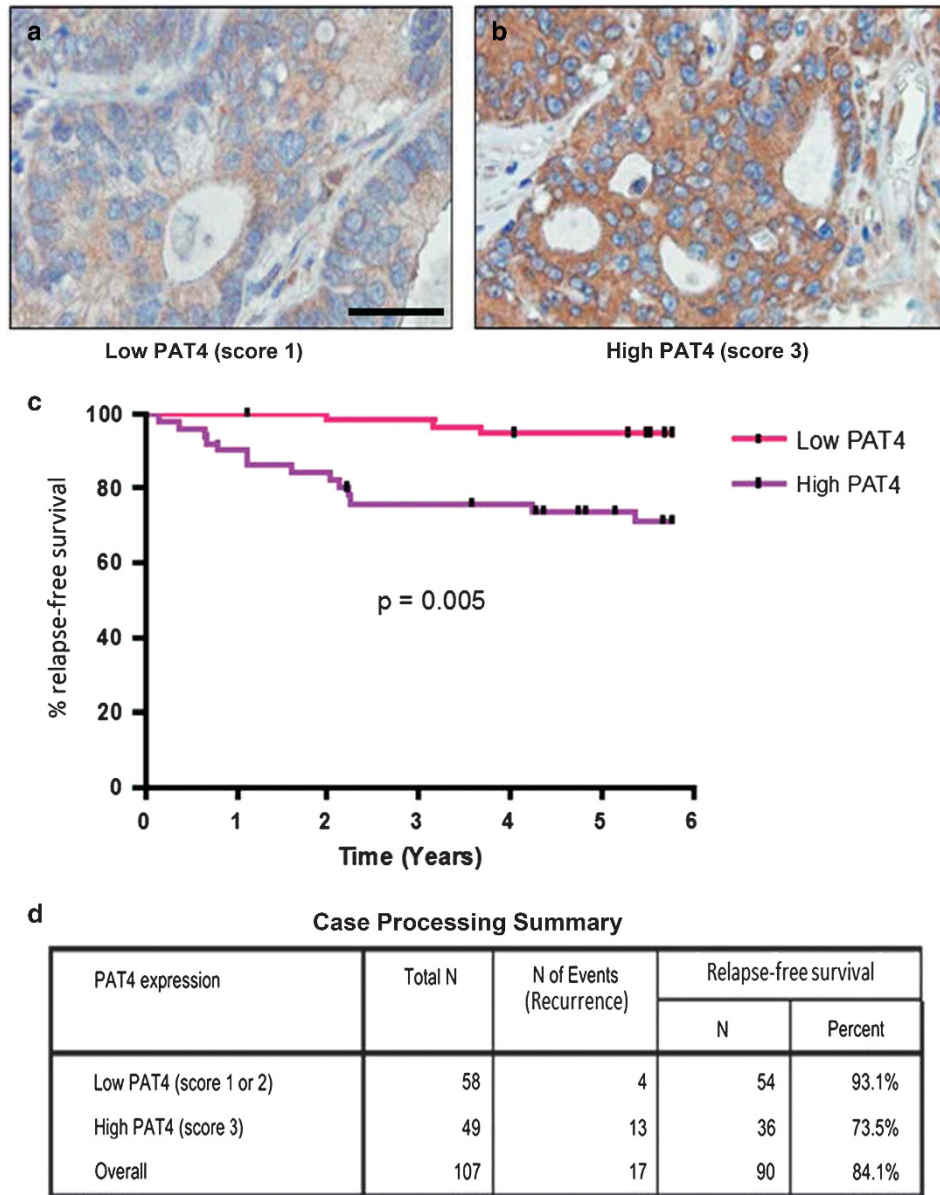 a
b
Low PAT4 (score 1)
High PAT4 (score 3)
c
100
80
60
40
20
0
% relapse-free survival
Low PAT4
High PAT4
p = 0.005
0 1 2 3 4 5 6
Time (Years)
d
Case Processing Summary
PAT4 expression Total N N of Events (Recurrence) Relapse-free survival
N Percent
Low PAT4 (score 1 or 2) 58 4 54 93.1%
High PAT4 (score 3) 49 13 36 73.5%
Overall 107 17 90 84.1%